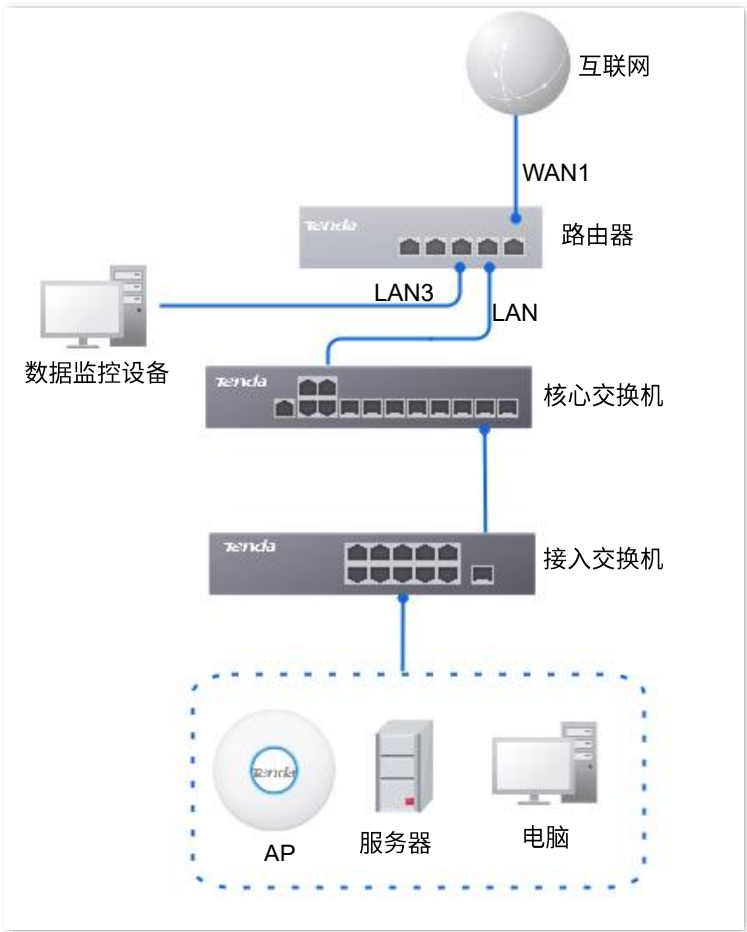 互联网
WAN1
Tenda
路由器
LAN3
LAN
数据监控设备
Tenda
核心交换机
Tenda
接入交换机
Tenda
AP
服务器
电脑